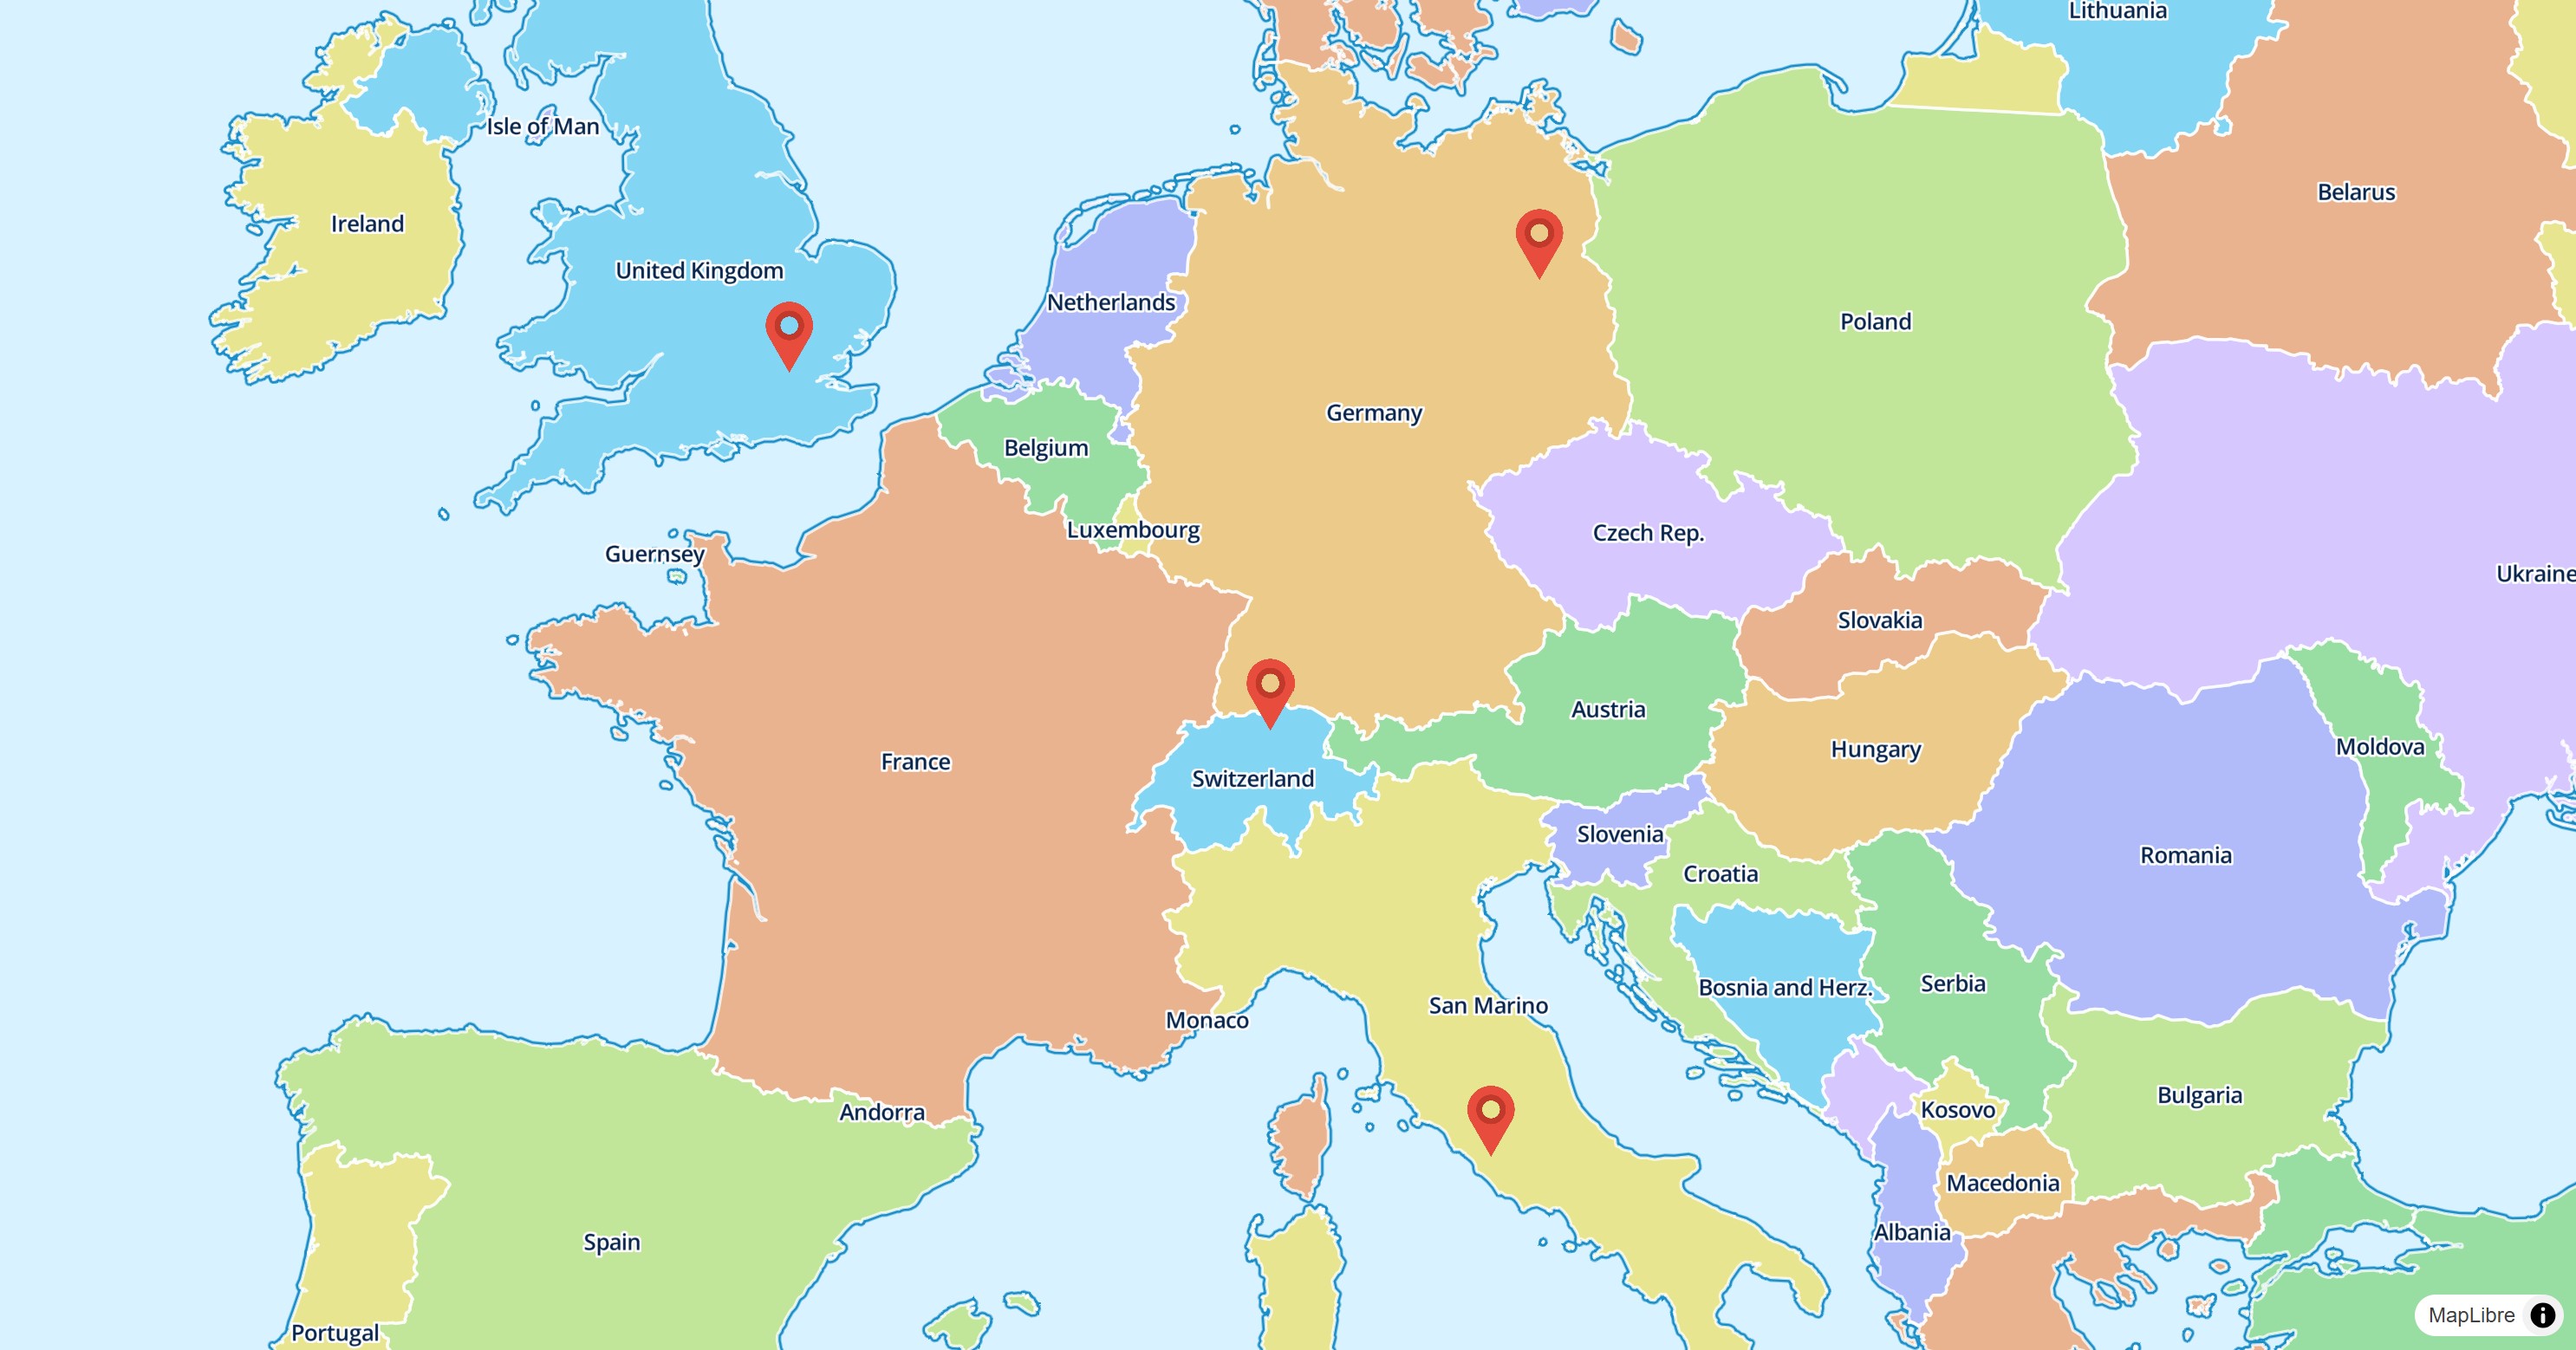 Lithuania
Isle of Man
Belarus
Ireland
United Kingdom
Netherlands
Poland
Germany
Belgium
Luxembourg
Czech Rep.
Guernsey
Ukraine
Slovakia
Austria
Moldova
Hungary
France
Switzerland
Slovenia
Romania
Croatia
Serbia
Bosnia and Herz.
San Marino
Monaco
Bulgaria
Kosovo
Andorra
Macedonia
Albania
Spain
Portugal
MapLibre